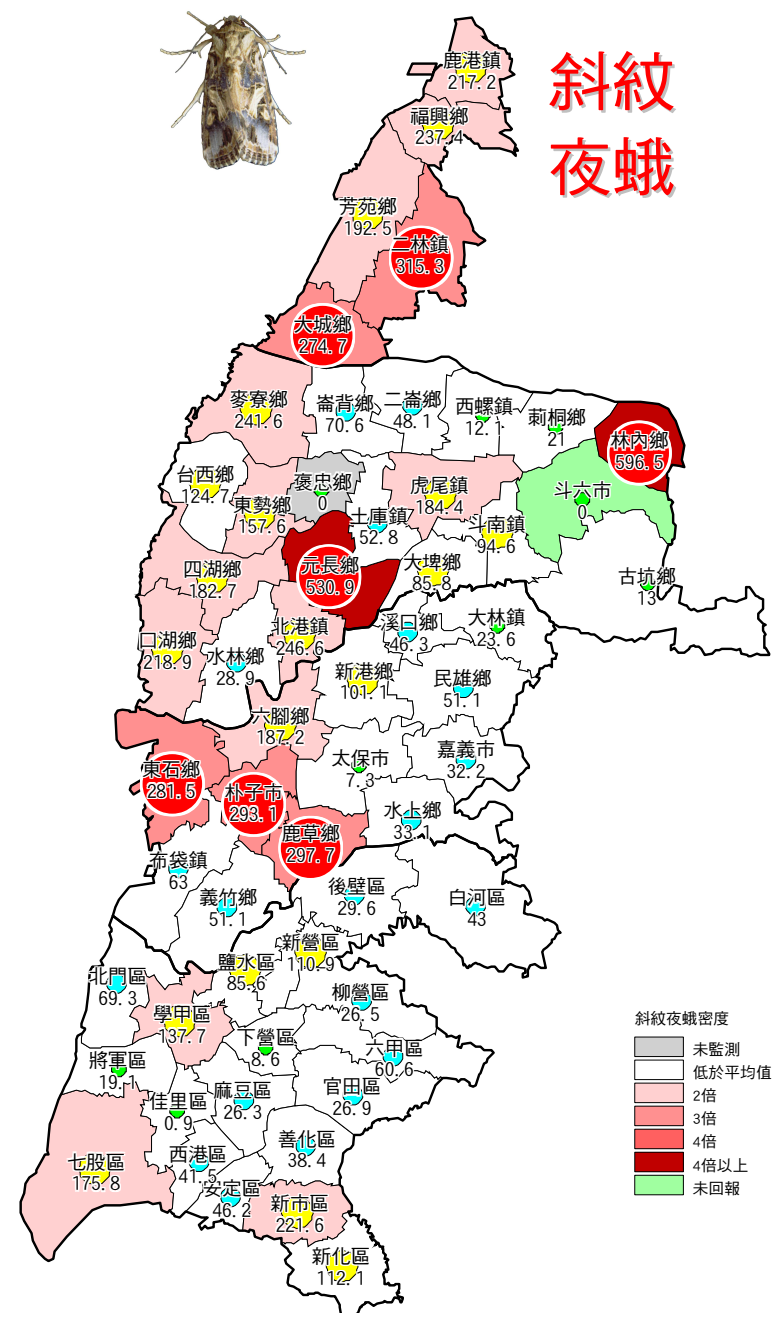 斜紋
夜蛾
鹿港鎮
217.2
福興鄉
237.4
芳苑鄉
192.5
二林鎮
315.3
大城鄉
274.7
麥寮鄉
241.6
崙背鄉
70.6
二崙鄉
48.1
西螺鎮
12.1
莿桐鄉
21
林內鄉
596.5
台西鄉
124.7
東勢鄉
157.6
褒忠鄉
0
土庫鎮
52.8
虎尾鎮
184.4
斗南鎮
94.6
斗六市
0
四湖鄉
182.7
元長鄉
530.9
大埤鄉
85.8
古坑鄉
13
口湖鄉
218.9
水林鄉
28.9
北港鎮
246.6
溪口鄉
46.3
大林鎮
23.6
新港鄉
101.1
民雄鄉
51.1
六腳鄉
187.2
太保市
7.3
嘉義市
32.2
東石鄉
281.5
朴子市
293.1
鹿草鄉
297.7
水上鄉
33.1
布袋鎮
63
義竹鄉
51.1
後壁區
29.6
白河區
43
新營區
110.9
鹽水區
85.6
北門區
69.3
柳營區
26.5
學甲區
137.7
下營區
8.6
六甲區
60.6
將軍區
19.1
佳里區
0.9
麻豆區
26.3
官田區
26.9
七股區
175.8
西港區
41.5
善化區
38.4
安定區
46.2
新市區
221.6
新化區
112.1
斜紋夜蛾密度
未監測
低於平均值
2倍
3倍
4倍
4倍以上
未回報